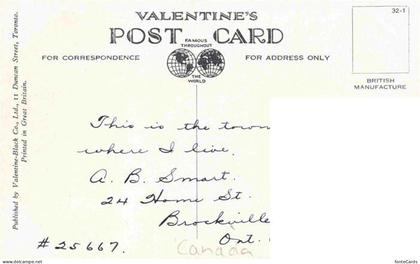 VALENTINE'S
POST CARD
FAMOUS
THROUGHOUT
THE
WORLD
FOR CORRESPONDENCE
FOR ADDRESS ONLY
32-1
BRITISH
MANUFACTURE
Published by Valentine-Black Co., Ltd., 11 Duncan Street, Toronto.
Printed in Great Britain.
This is the town
where I live.
A. B. Smart.
24 Home St.
Brockville
Ont.
#25667.
Canada